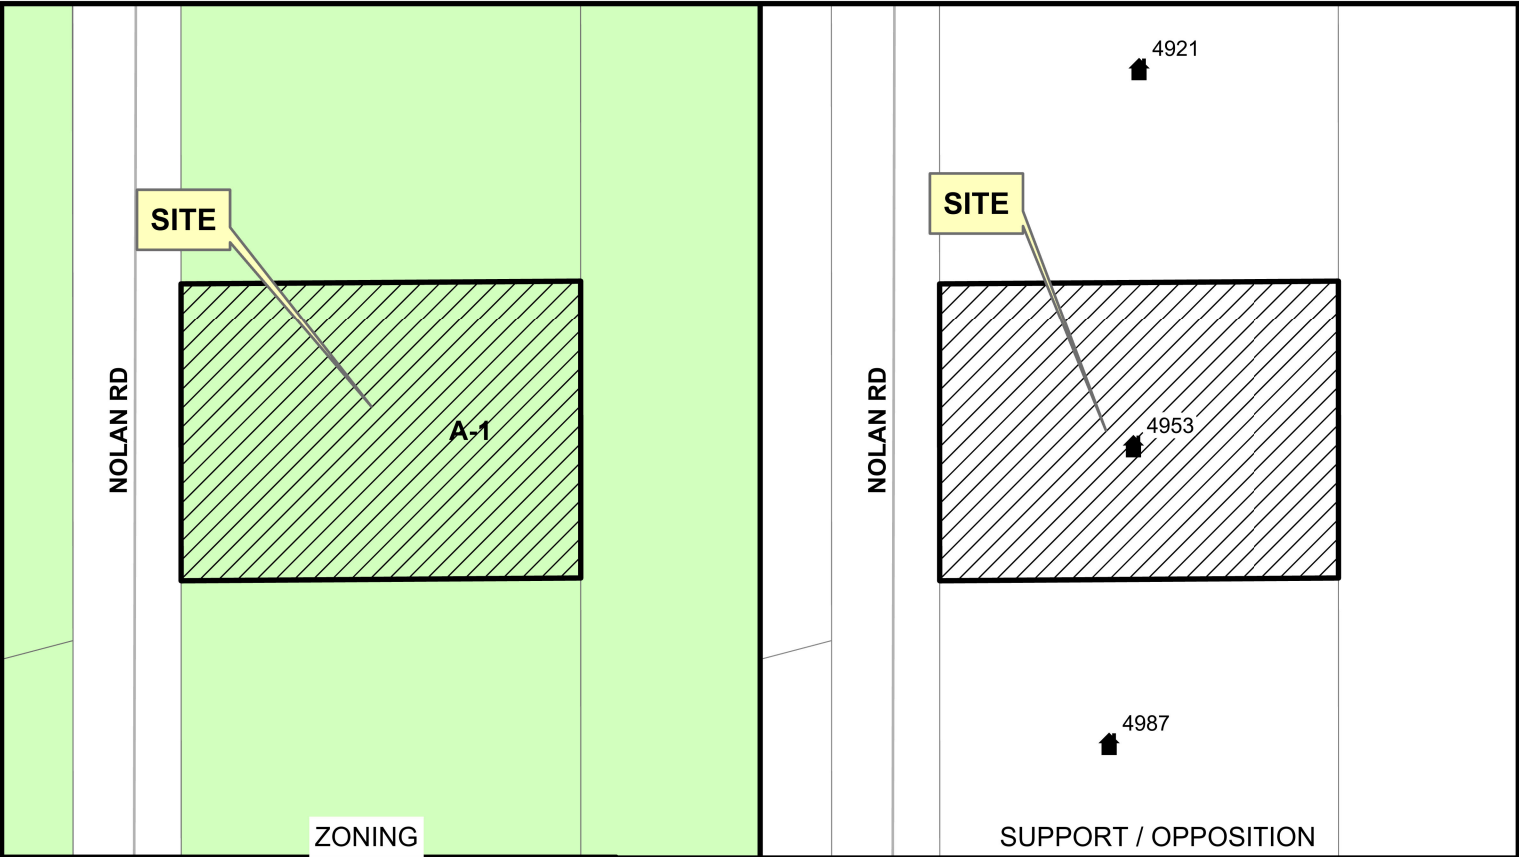 SITE
NOLAN RD
A-1
ZONING
4921
SITE
NOLAN RD
4953
4987
SUPPORT / OPPOSITION